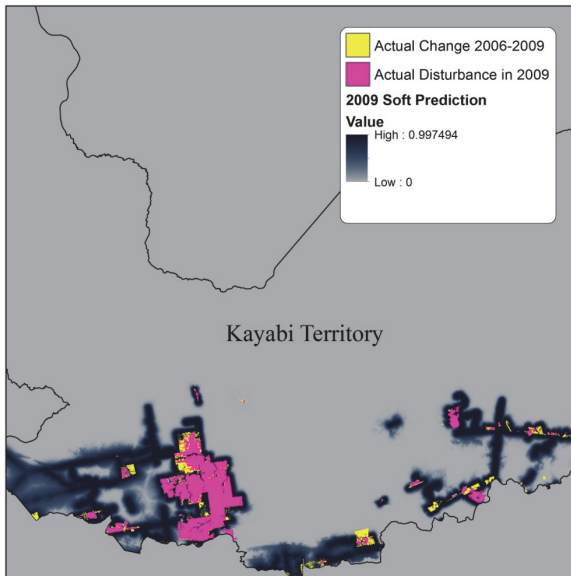 Actual Change 2006-2009
Actual Disturbance in 2009
2009 Soft Prediction
Value
High : 0.997494
Low : 0
Kayabi Territory